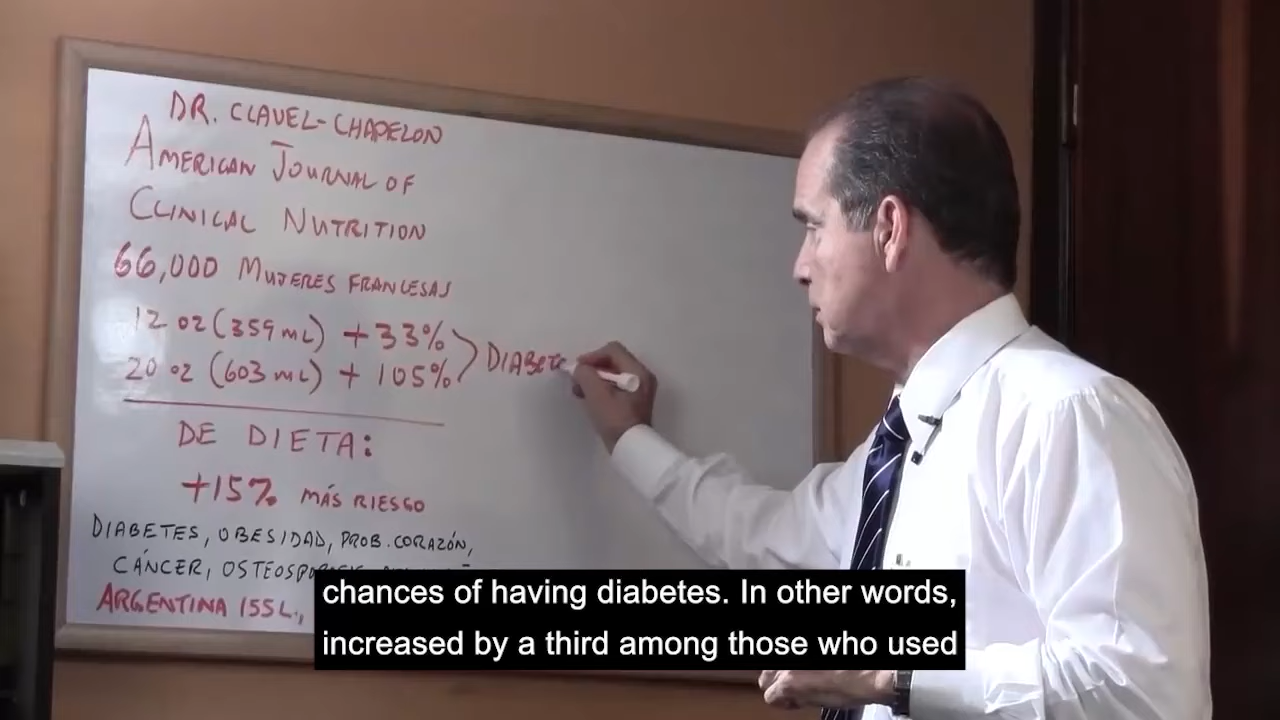 DR. CLAVEL-CHAPELON
AMERICAN JOURNAL OF
CLINICAL NUTRITION
66,000 MUJERES FRANCESAS
12 OZ (359 mL) + 33%
20 OZ (603 mL) + 105%
DIABETE
DE DIETA:
+15% MÁS RIESGO
DIABETES, OBESIDAD, PROB. CORAZÓN,
CÁNCER,
ARGENTINA 155L.,
chances of having diabetes. In other words,
increased by a third among those who used